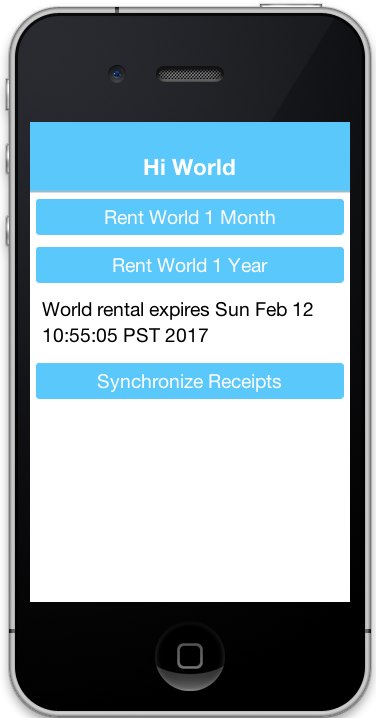 Hi World
Rent World 1 Month
Rent World 1 Year
World rental expires Sun Feb 12
10:55:05 PST 2017
Synchronize Receipts